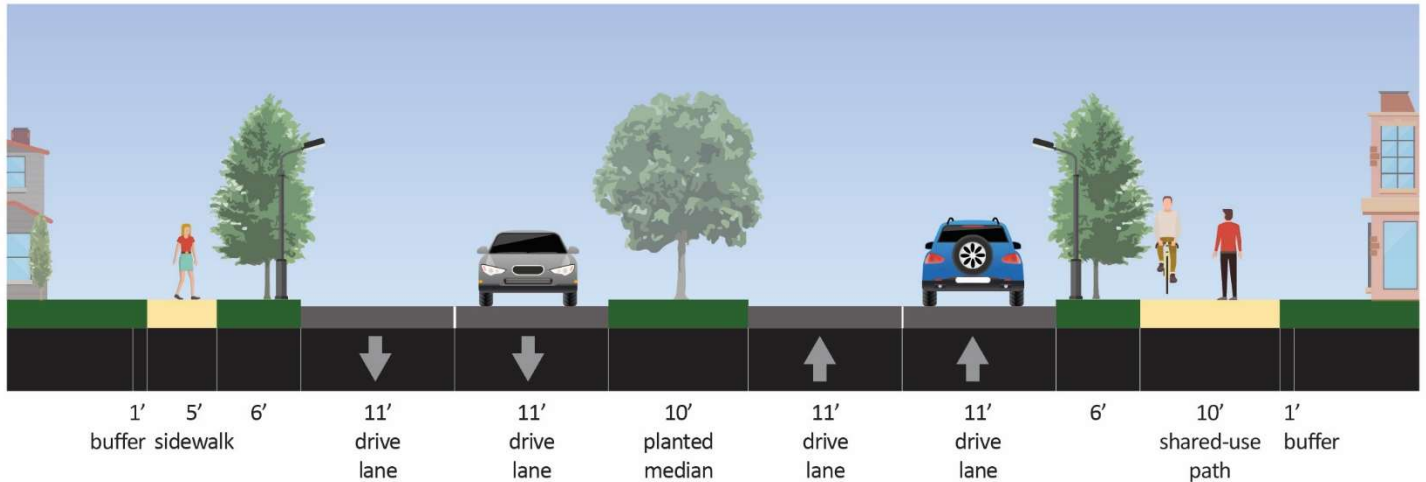 1’ 5’ 6’ 11’ 11’ 10’ 11’ 11’ 6’ 10’ 1’
buffer sidewalk drive drive planted drive drive shared-use buffer
lane lane median lane lane path